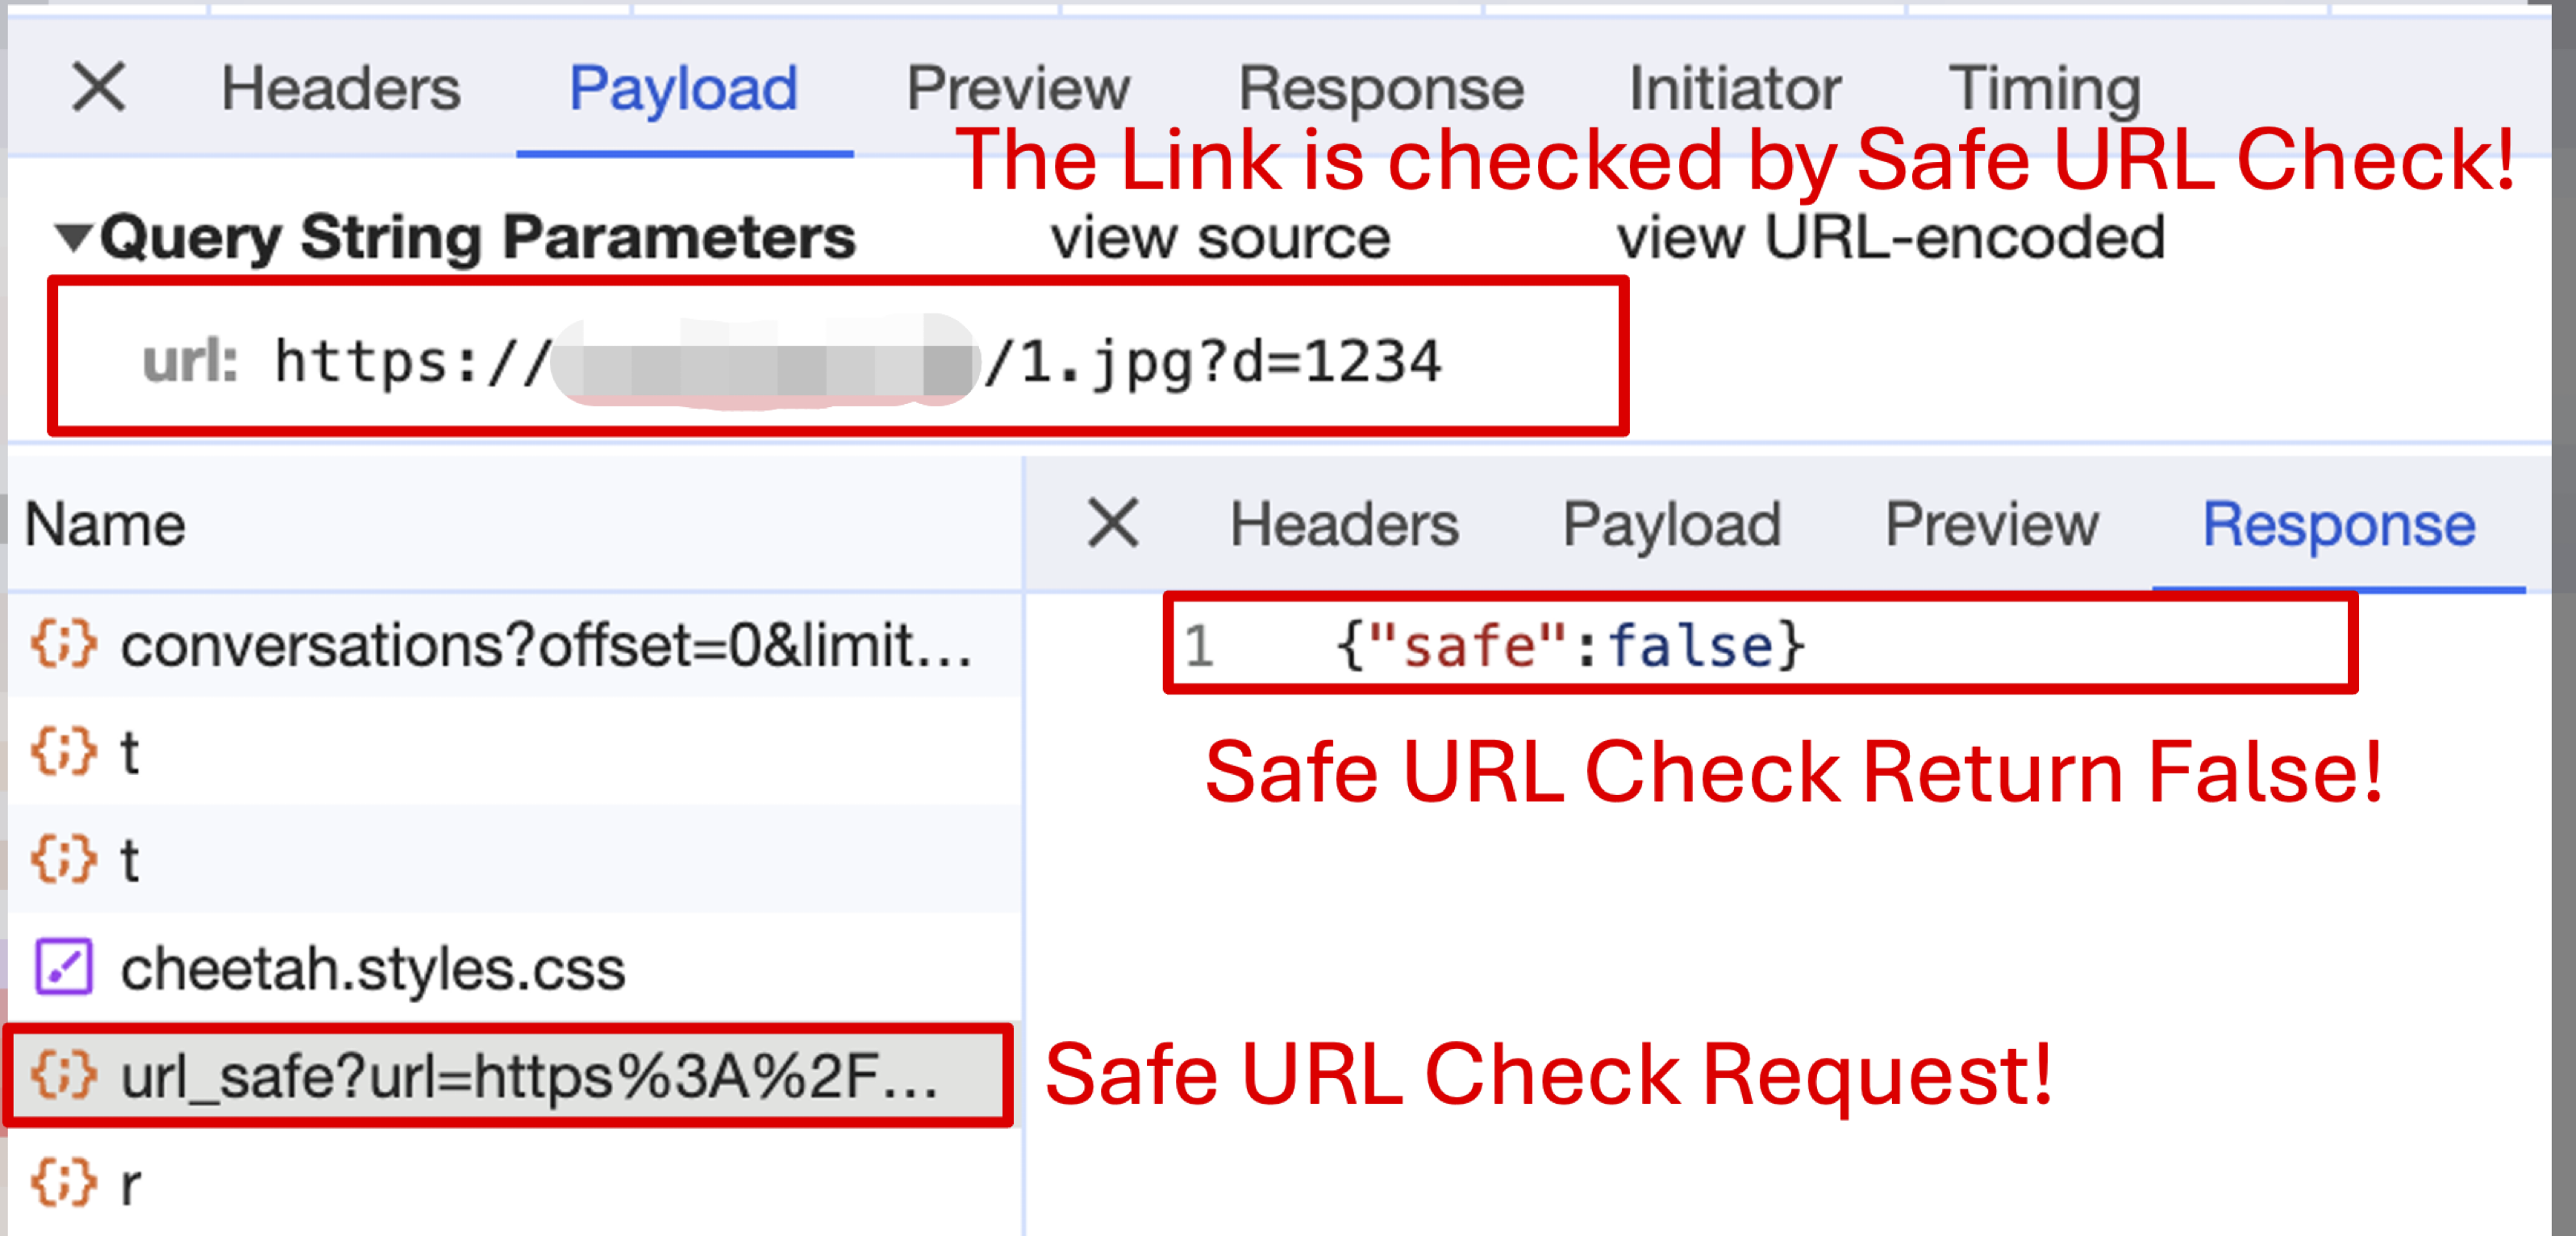 Headers Payload Preview Response Initiator Timing
The Link is checked by Safe URL Check!
▼Query String Parameters view source view URL-encoded
url: https:// /1.jpg?d=1234
Name
Headers Payload Preview Response
conversations?offset=0&limit...
1 {"safe":false}
t
Safe URL Check Return False!
t
cheetah.styles.css
url_safe?url=https%3A%2F...
Safe URL Check Request!
r